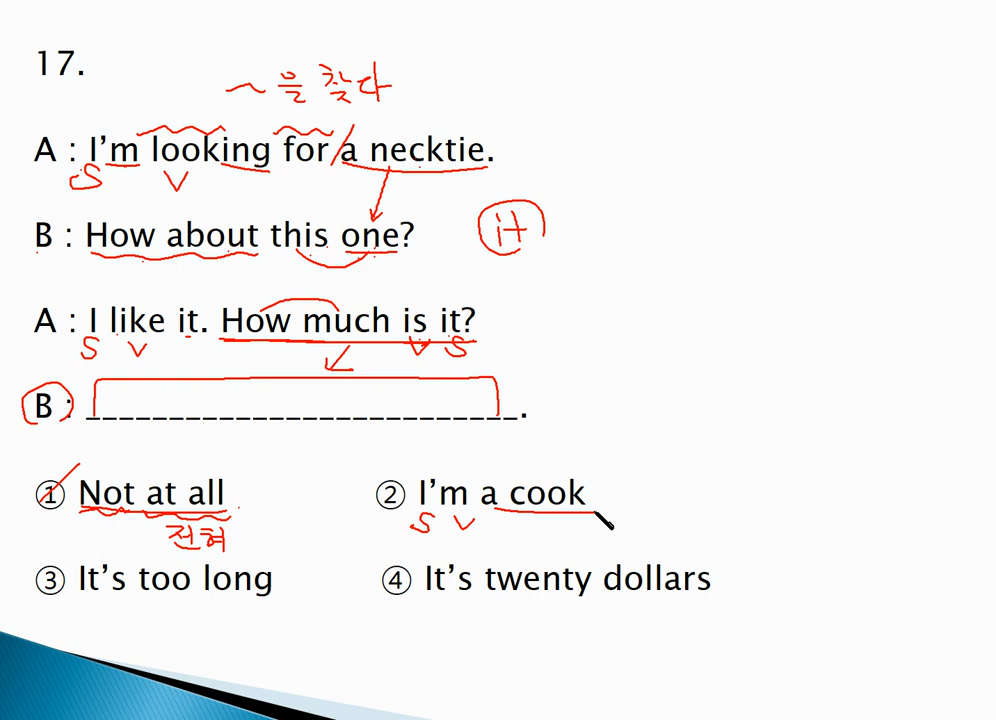 17.
~을 찾다
A : I'm looking for a necktie.
S V
B : How about this one? it
A : I like it. How much is it?
S V V S
B : __________________________.
① Not at all ② I'm a cook
전혀 S V
③ It's too long ④ It's twenty dollars